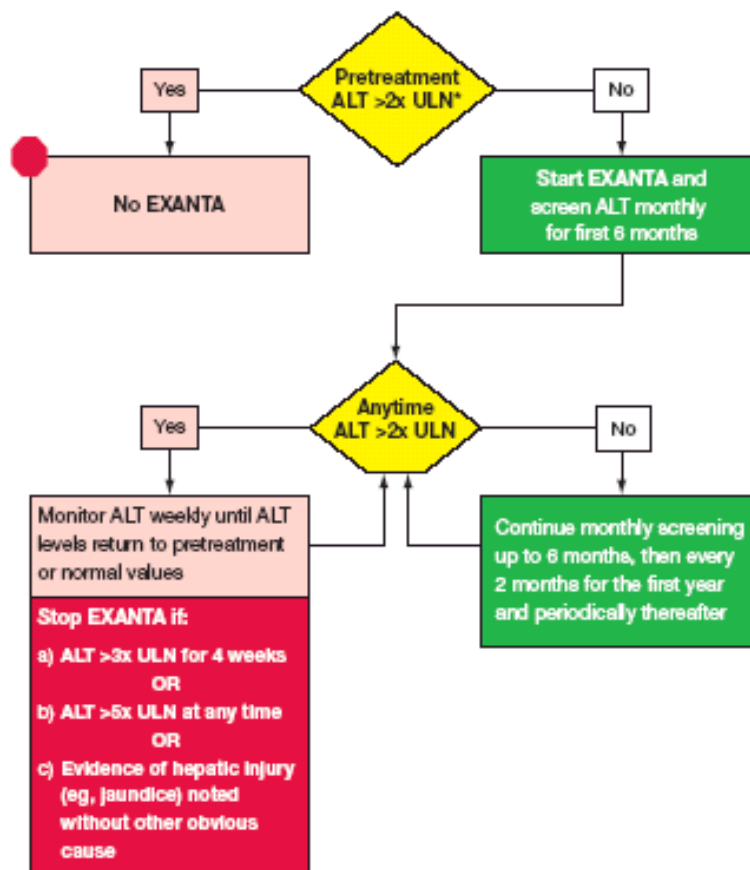 Pretreatment
ALT >2x ULN*
Yes
No
No EXANTA
Start EXANTA and
screen ALT monthly
for first 6 months
Anytime
ALT >2x ULN
Yes
No
Monitor ALT weekly until ALT
levels return to pretreatment
or normal values
Stop EXANTA if:
a) ALT >3x ULN for 4 weeks
OR
b) ALT >5x ULN at any time
OR
c) Evidence of hepatic injury
(eg, jaundice) noted
without other obvious
cause
Continue monthly screening
up to 6 months, then every
2 months for the first year
and periodically thereafter